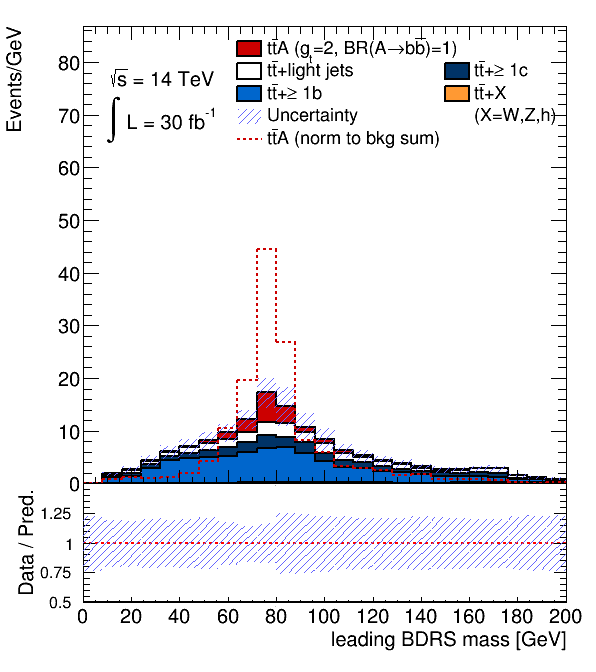 Events/GeV
80
70
60
50
40
30
20
10
0
√s = 14 TeV
∫ L = 30 fb⁻¹
tt̄A (gₜ=2, BR(A→bb̄)=1)
tt̄+light jets
tt̄+≥ 1c
tt̄+≥ 1b
tt̄+X
Uncertainty
(X=W,Z,h)
tt̄A (norm to bkg sum)
Data / Pred.
1.25
1
0.75
0.5
0 20 40 60 80 100 120 140 160 180 200
leading BDRS mass [GeV]